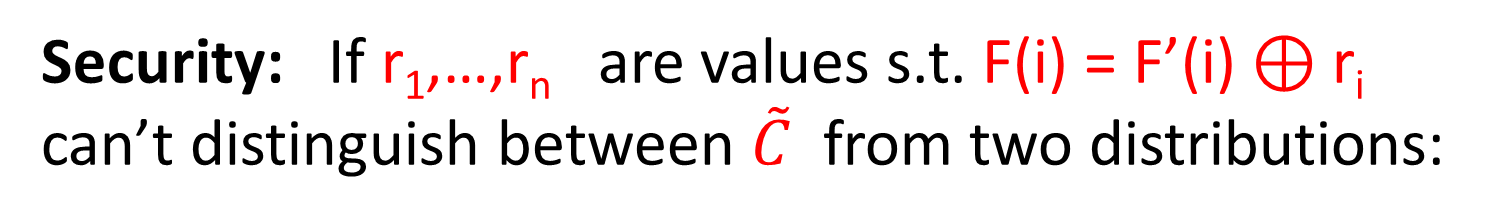 Security: If r₁,…,rₙ are values s.t. F(i) = F’(i) ⊕ rᵢ
can’t distinguish between C̃ from two distributions: